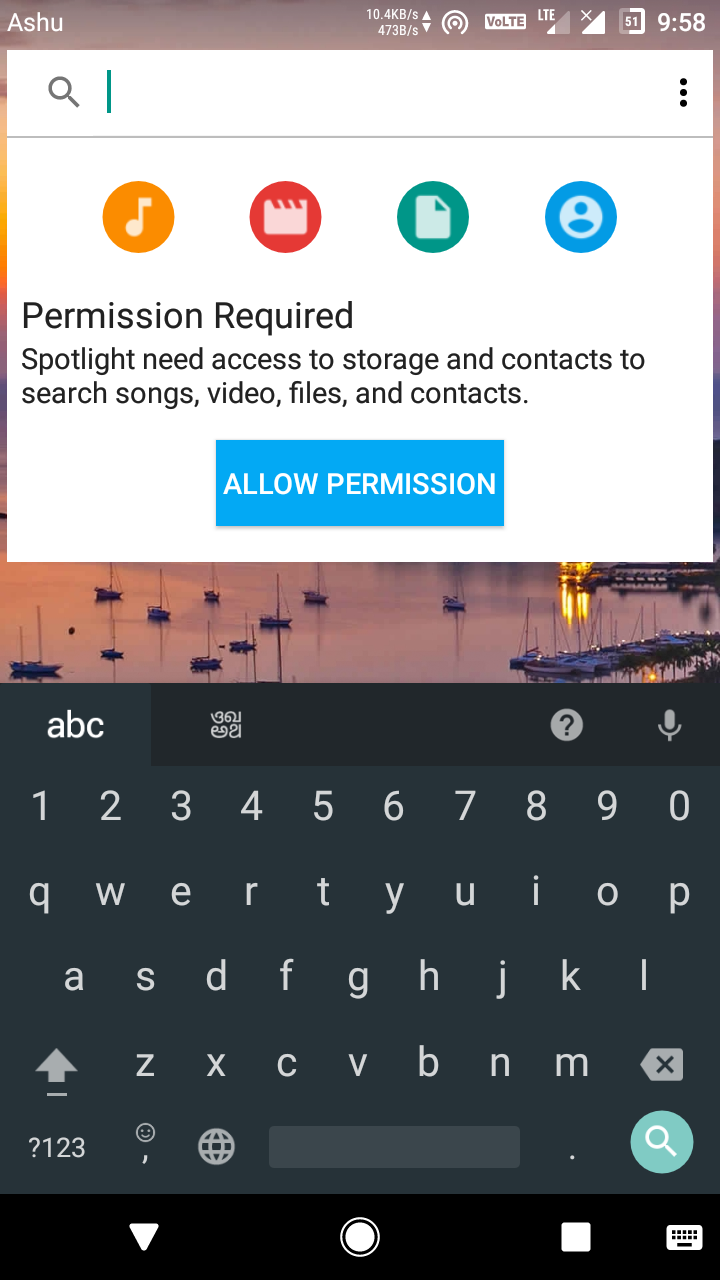 Ashu 10.4KB/s 473B/s VoLTE LTE 51 9:58
Permission Required
Spotlight need access to storage and contacts to
search songs, video, files, and contacts.
ALLOW PERMISSION
abc
1 2 3 4 5 6 7 8 9 0
q w e r t y u i o p
a s d f g h j k l
z x c v b n m
?123 , .